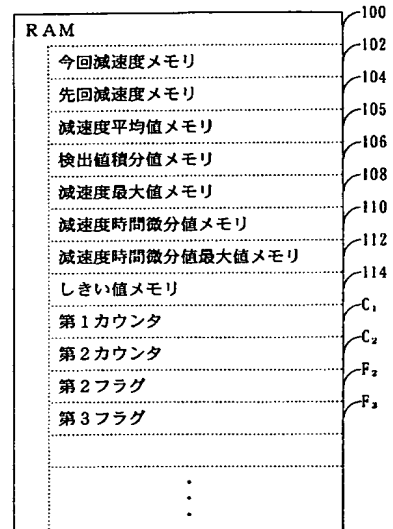 RAM
100
今回減速度メモリ
102
先回減速度メモリ
104
減速度平均値メモリ
105
検出値積分値メモリ
106
減速度最大値メモリ
108
減速度時間微分値メモリ
110
減速度時間微分値最大値メモリ
112
しきい値メモリ
114
第1カウンタ
C₁
第2カウンタ
C₂
第2フラグ
F₂
第3フラグ
F₃